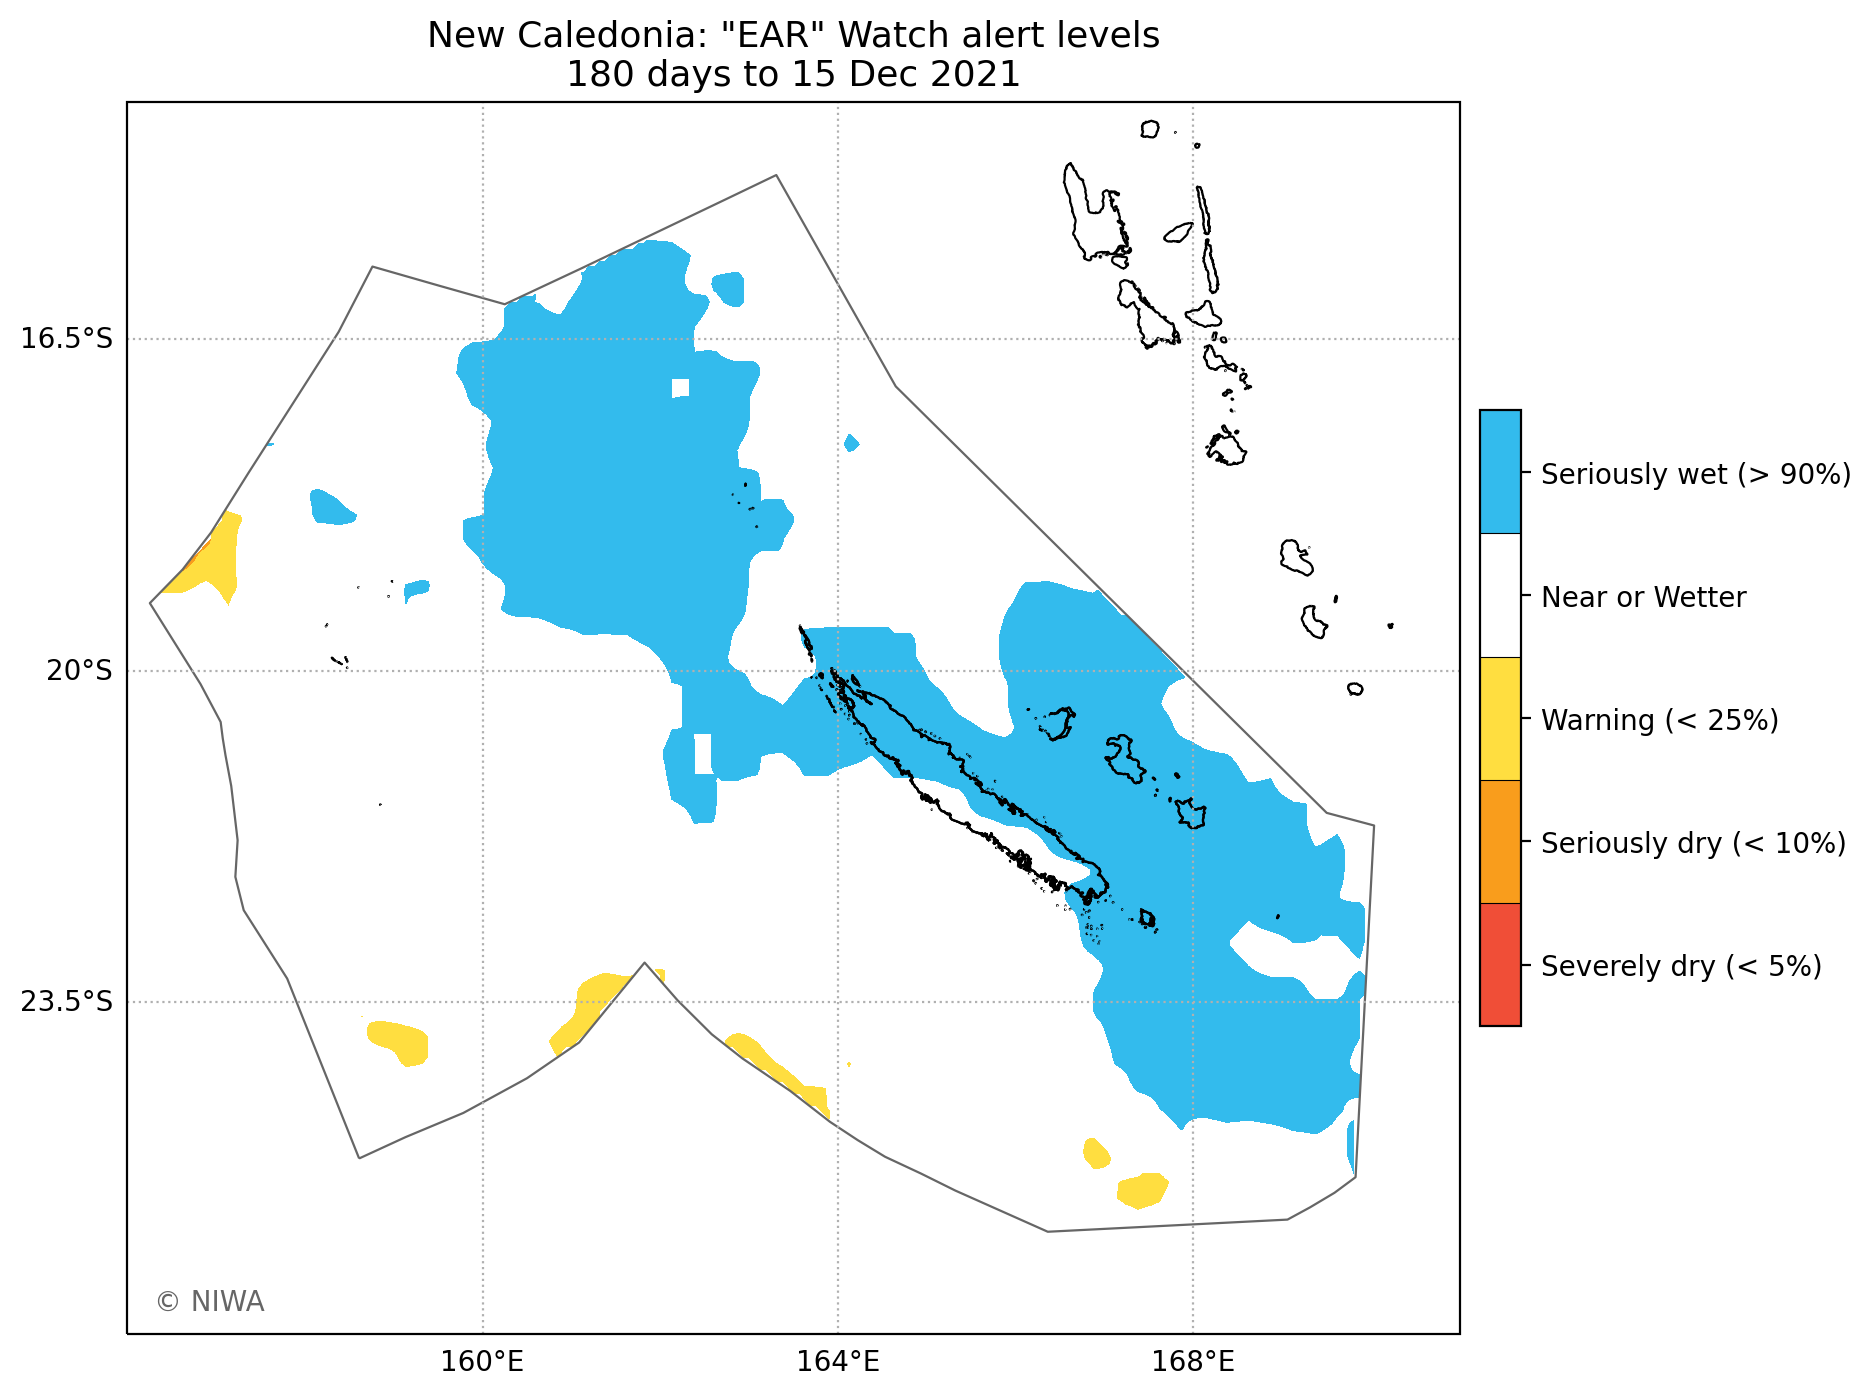 New Caledonia: "EAR" Watch alert levels
180 days to 15 Dec 2021
16.5°S
20°S
23.5°S
160°E
164°E
168°E
Seriously wet (> 90%)
Near or Wetter
Warning (< 25%)
Seriously dry (< 10%)
Severely dry (< 5%)
© NIWA